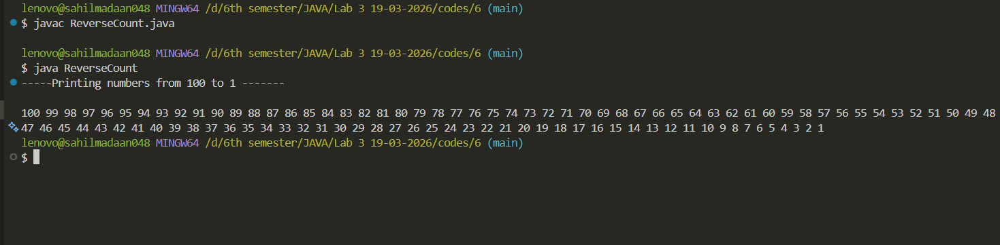 lenovo@sahilmadaan048 MINGW64 /d/6th semester/JAVA/Lab 3 19-03-2026/codes/6 (main)
$ javac ReverseCount.java
lenovo@sahilmadaan048 MINGW64 /d/6th semester/JAVA/Lab 3 19-03-2026/codes/6 (main)
$ java ReverseCount
-----Printing numbers from 100 to 1 -------
100 99 98 97 96 95 94 93 92 91 90 89 88 87 86 85 84 83 82 81 80 79 78 77 76 75 74 73 72 71 70 69 68 67 66 65 64 63 62 61 60 59 58 57 56 55 54 53 52 51 50 49 48
47 46 45 44 43 42 41 40 39 38 37 36 35 34 33 32 31 30 29 28 27 26 25 24 23 22 21 20 19 18 17 16 15 14 13 12 11 10 9 8 7 6 5 4 3 2 1
lenovo@sahilmadaan048 MINGW64 /d/6th semester/JAVA/Lab 3 19-03-2026/codes/6 (main)
$